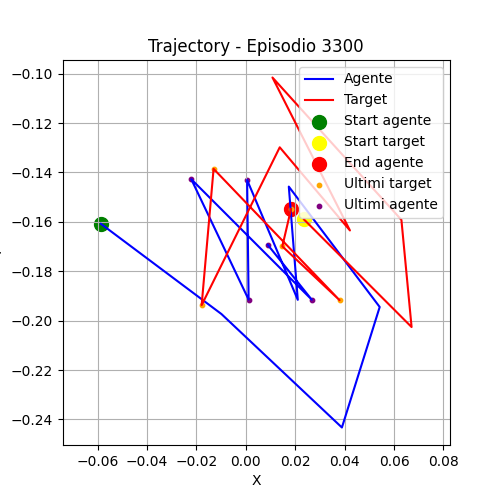 Trajectory - Episodio 3300
Agente
Target
Start agente
Start target
End agente
Ultimi target
Ultimi agente
−0.10
−0.12
−0.14
−0.16
−0.18
−0.20
−0.22
−0.24
−0.06
−0.04
−0.02
0.00
0.02
0.04
0.06
0.08
X